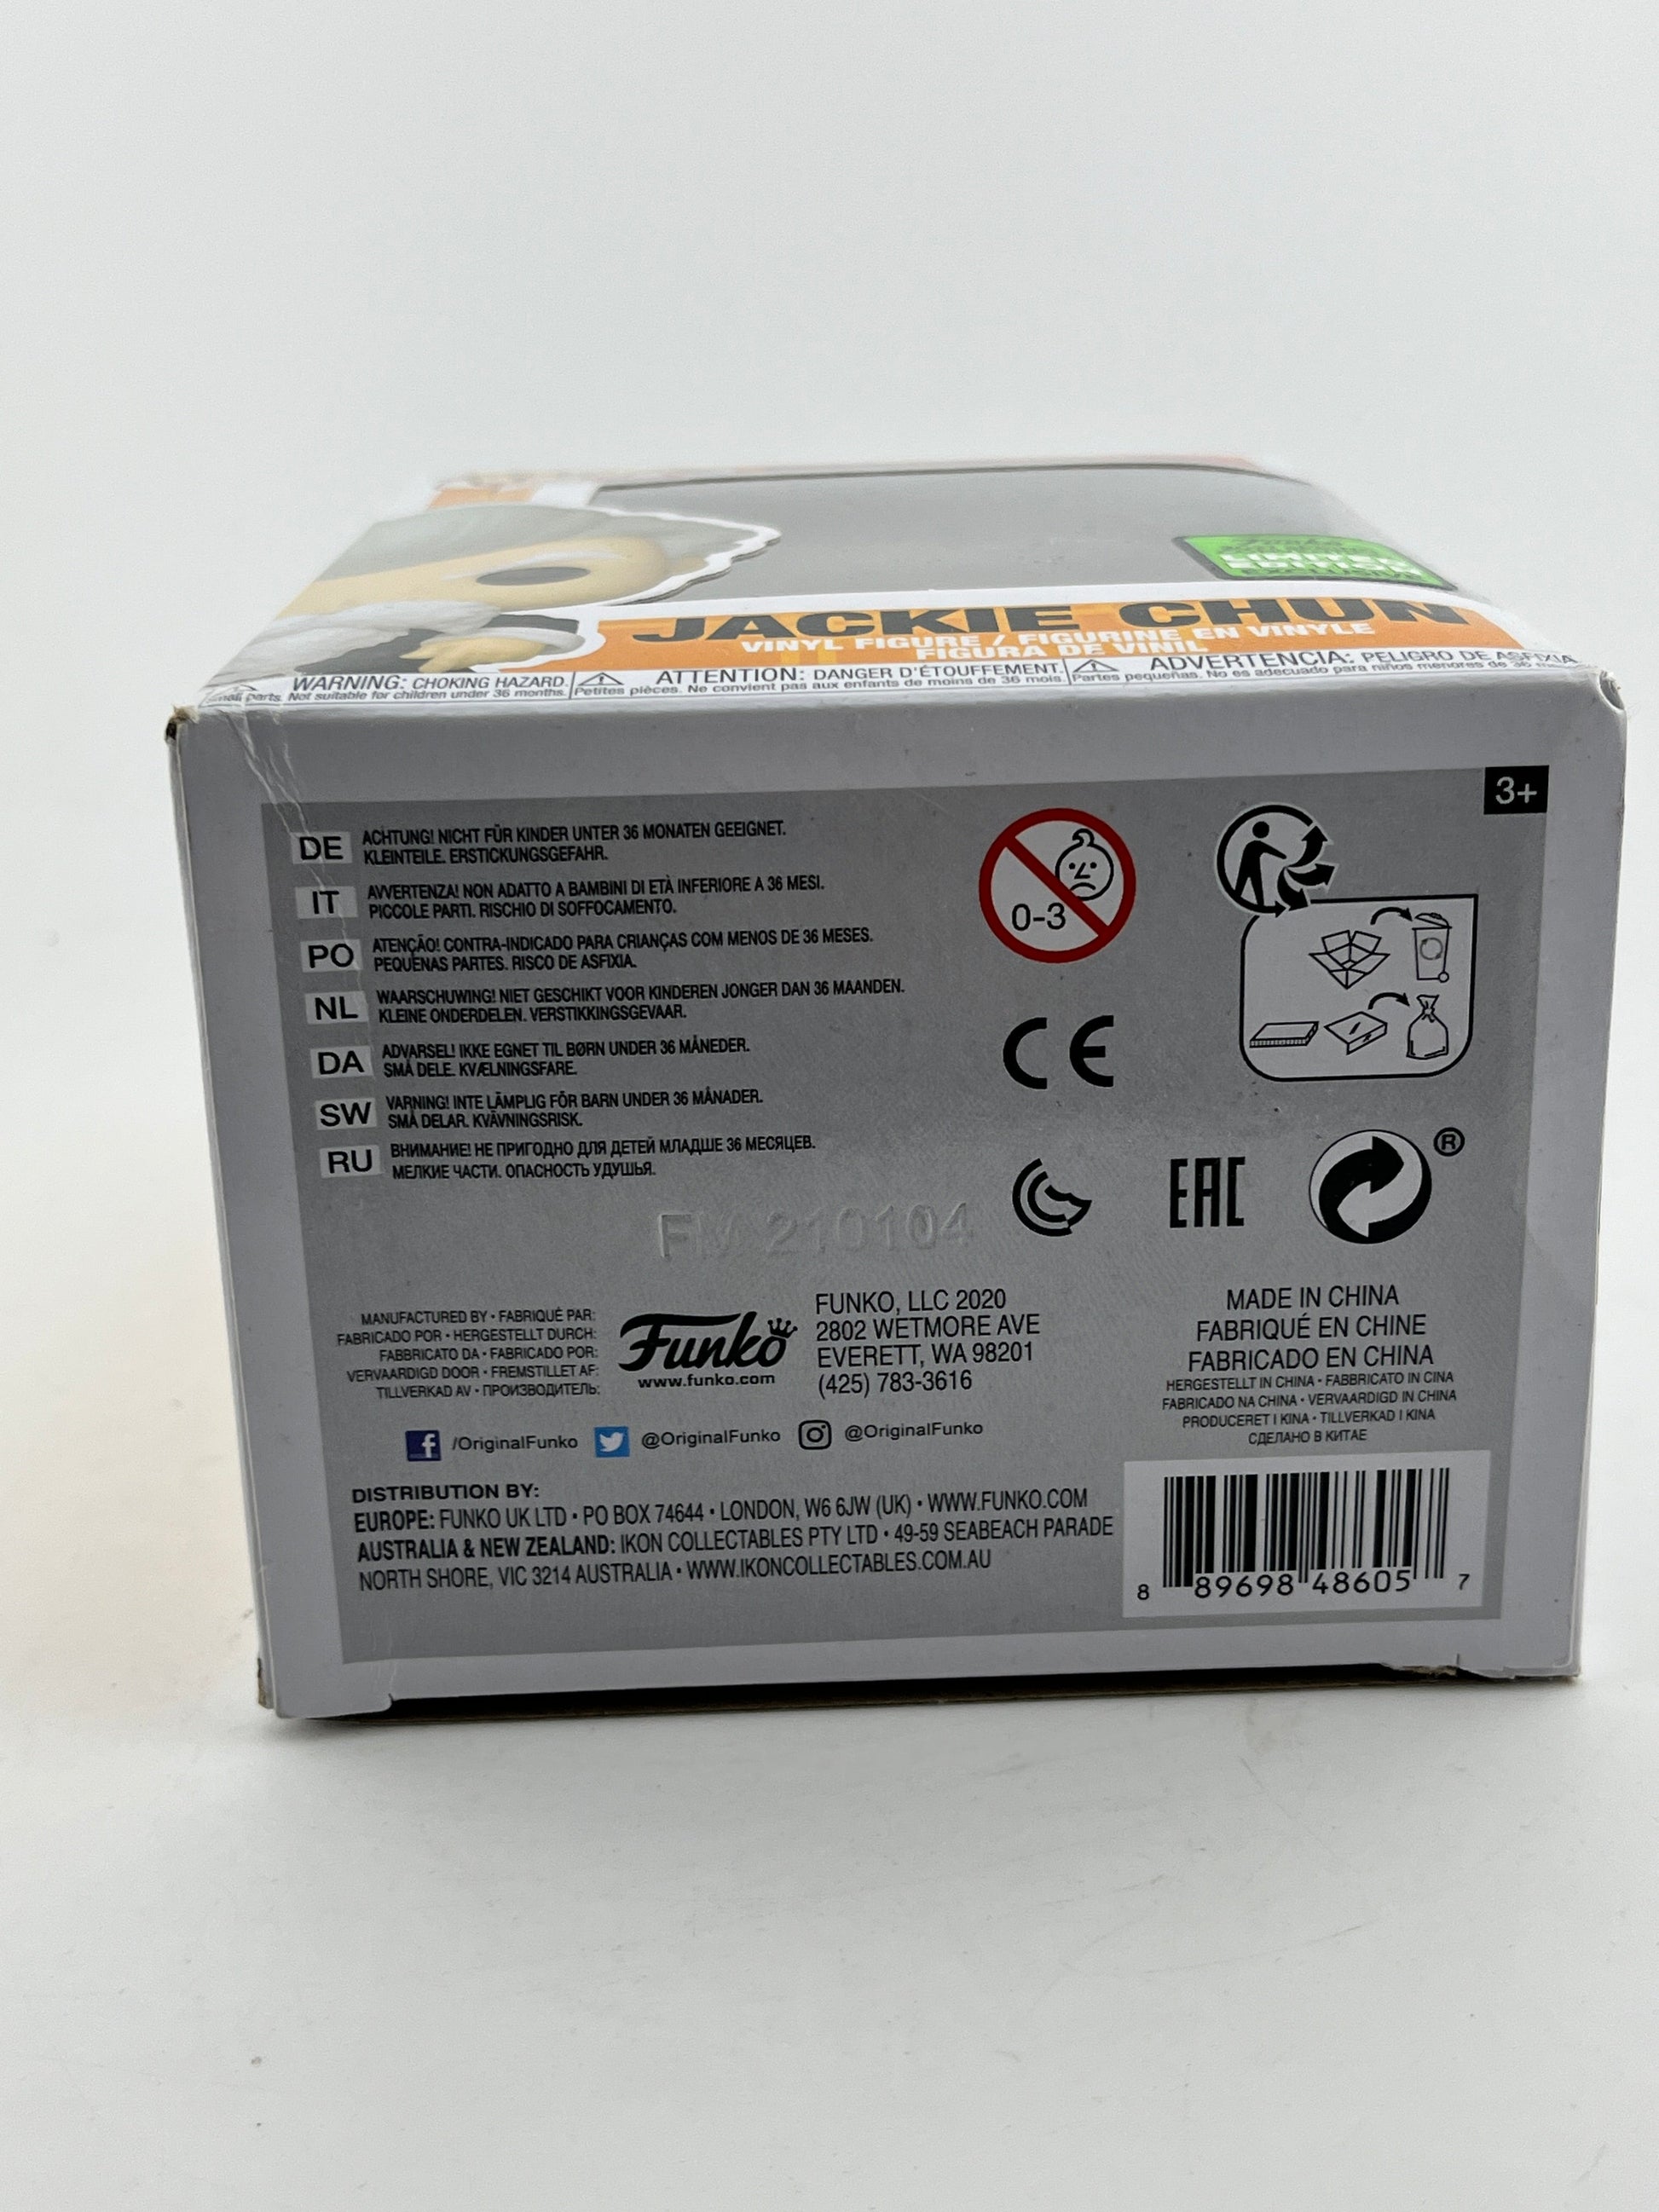 LIMITED
EDITION
EXCLUSIVE
JACKIE CHUN
VINYL FIGURE / FIGURINE EN VINYLE
FIGURA DE VINIL
WARNING: CHOKING HAZARD.
parts. Not suitable for children under 36 months.
ATTENTION: DANGER D'ÉTOUFFEMENT.
Petites pièces. Ne convient pas aux enfants de moins de 36 mois.
ADVERTENCIA: PELIGRO DE ASFIXIA
Partes pequeñas. No es adecuado para niños menores de 36
3+
DE ACHTUNG! NICHT FÜR KINDER UNTER 36 MONATEN GEEIGNET.
KLEINTEILE. ERSTICKUNGSGEFAHR.
IT AVVERTENZA! NON ADATTO A BAMBINI DI ETÀ INFERIORE A 36 MESI.
PICCOLE PARTI. RISCHIO DI SOFFOCAMENTO.
PO ATENÇÃO! CONTRA-INDICADO PARA CRIANÇAS COM MENOS DE 36 MESES.
PEQUENAS PARTES. RISCO DE ASFIXIA.
NL WAARSCHUWING! NIET GESCHIKT VOOR KINDEREN JONGER DAN 36 MAANDEN.
KLEINE ONDERDELEN. VERSTIKKINGSGEVAAR.
DA ADVARSEL! IKKE EGNET TIL BØRN UNDER 36 MÅNEDER.
SMÅ DELE. KVÆLNINGSFARE.
SW VARNING! INTE LÄMPLIG FÖR BARN UNDER 36 MÅNADER.
SMÅ DELAR. KVÄVNINGSRISK.
RU ВНИМАНИЕ! НЕ ПРИГОДНО ДЛЯ ДЕТЕЙ МЛАДШЕ 36 МЕСЯЦЕВ.
МЕЛКИЕ ЧАСТИ. ОПАСНОСТЬ УДУШЬЯ.
0-3
CE
EAC
®
210104
MANUFACTURED BY • FABRIQUÉ PAR:
FABRICADO POR • HERGESTELLT DURCH:
FABBRICATO DA • FABRICADO POR:
VERVAARDIGD DOOR • FREMSTILLET AF:
TILLVERKAD AV • ПРОИЗВОДИТЕЛЬ:
Funko
www.funko.com
FUNKO, LLC 2020
2802 WETMORE AVE
EVERETT, WA 98201
(425) 783-3616
MADE IN CHINA
FABRIQUÉ EN CHINE
FABRICADO EN CHINA
HERGESTELLT IN CHINA • FABBRICATO IN CINA
FABRICADO NA CHINA • VERVAARDIGD IN CHINA
PRODUCERET I KINA • TILLVERKAD I KINA
СДЕЛАНО В КИТАЕ
f /OriginalFunko @OriginalFunko @OriginalFunko
DISTRIBUTION BY:
EUROPE: FUNKO UK LTD • PO BOX 74644 • LONDON, W6 6JW (UK) • WWW.FUNKO.COM
AUSTRALIA & NEW ZEALAND: IKON COLLECTABLES PTY LTD • 49-59 SEABEACH PARADE
NORTH SHORE, VIC 3214 AUSTRALIA • WWW.IKONCOLLECTABLES.COM.AU
8 89698 48605 7